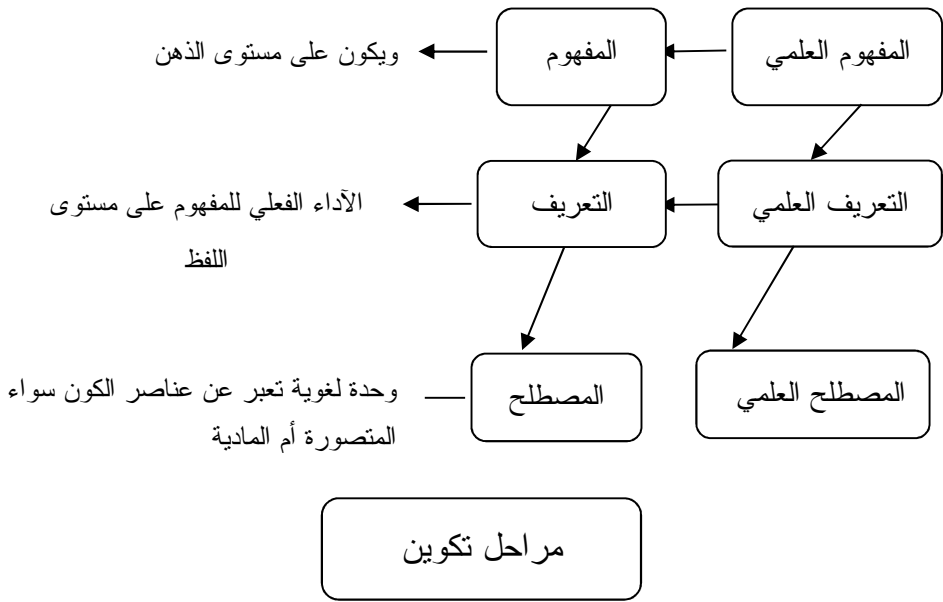 المفهوم العلمي
المفهوم
ويكون على مستوى الذهن
التعريف العلمي
التعريف
الآداء الفعلي للمفهوم على مستوى
اللفظ
المصطلح العلمي
المصطلح
وحدة لغوية تعبر عن عناصر الكون سواء
المتصورة أم المادية
مراحل تكوين